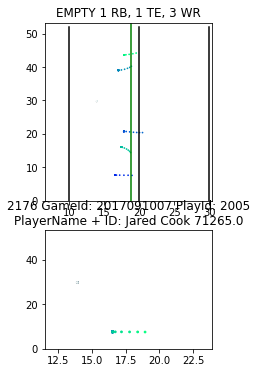 EMPTY 1 RB, 1 TE, 3 WR
50
40
30
20
10
0
10 15 20 25 30
2176 GameId: 2017091007 PlayId: 2005
PlayerName + ID: Jared Cook 71265.0
40
20
0
12.5 15.0 17.5 20.0 22.5